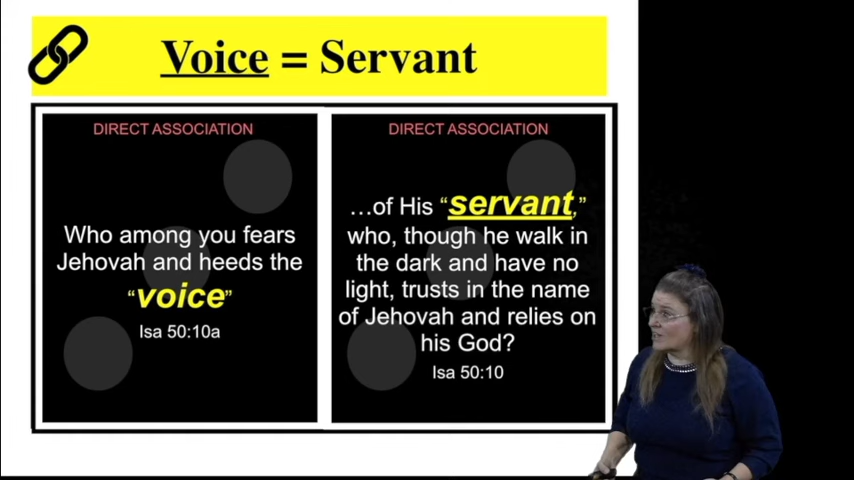 Voice = Servant
DIRECT ASSOCIATION
Who among you fears
Jehovah and heeds the
“voice”
Isa 50:10a
DIRECT ASSOCIATION
…of His “servant,”
who, though he walk in
the dark and have no
light, trusts in the name
of Jehovah and relies on
his God?
Isa 50:10